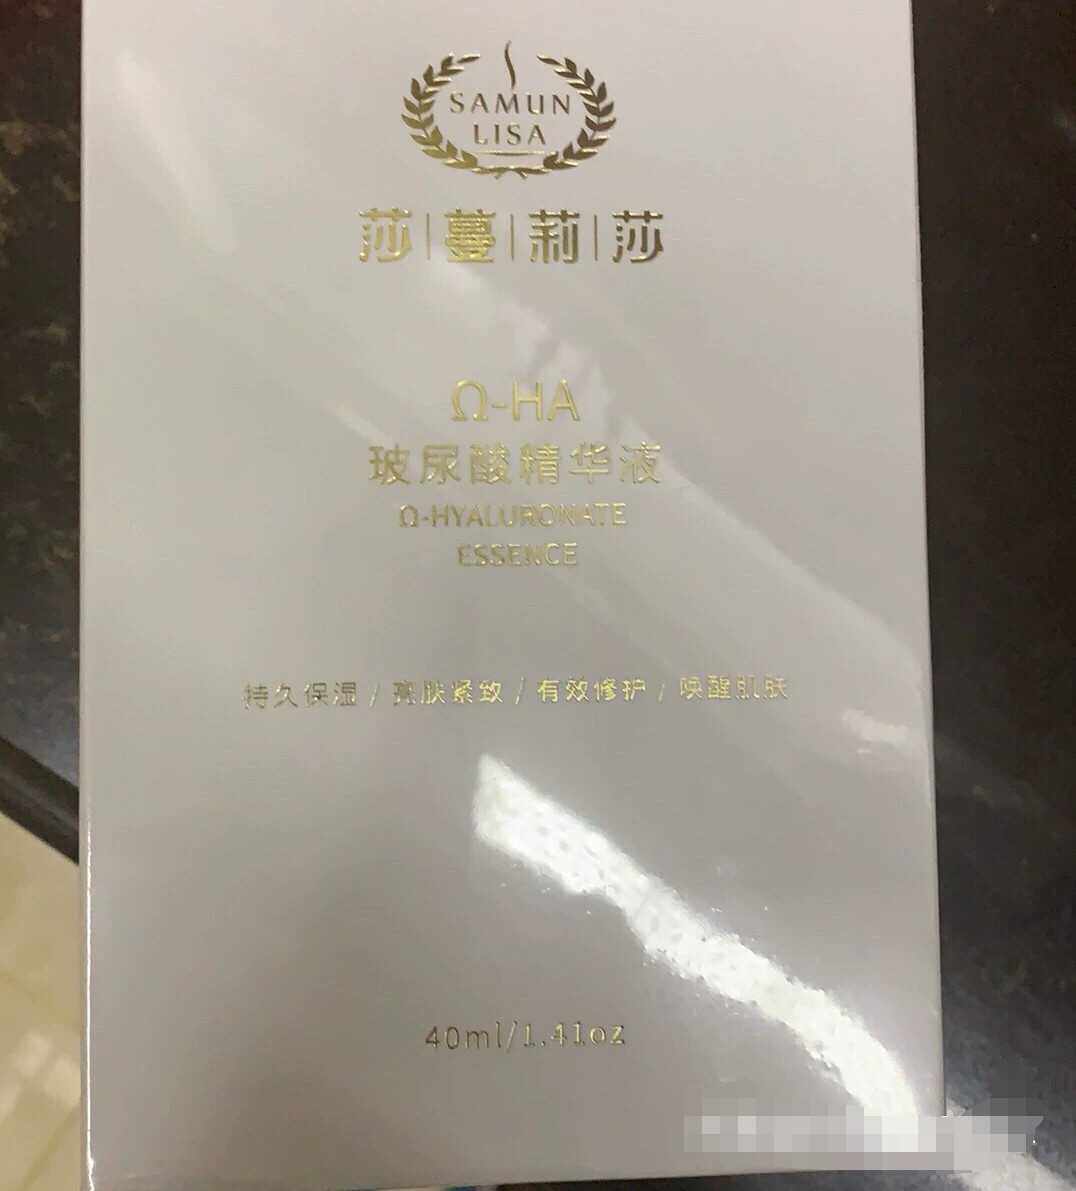 SAMUN
LISA
莎|蔓|莉|莎
Ω-HA
玻尿酸精华液
Ω-HYALURONATE
ESSENCE
持久保湿 / 亮肤紧致 / 有效修护 / 唤醒肌肤
40ml/1.41oz